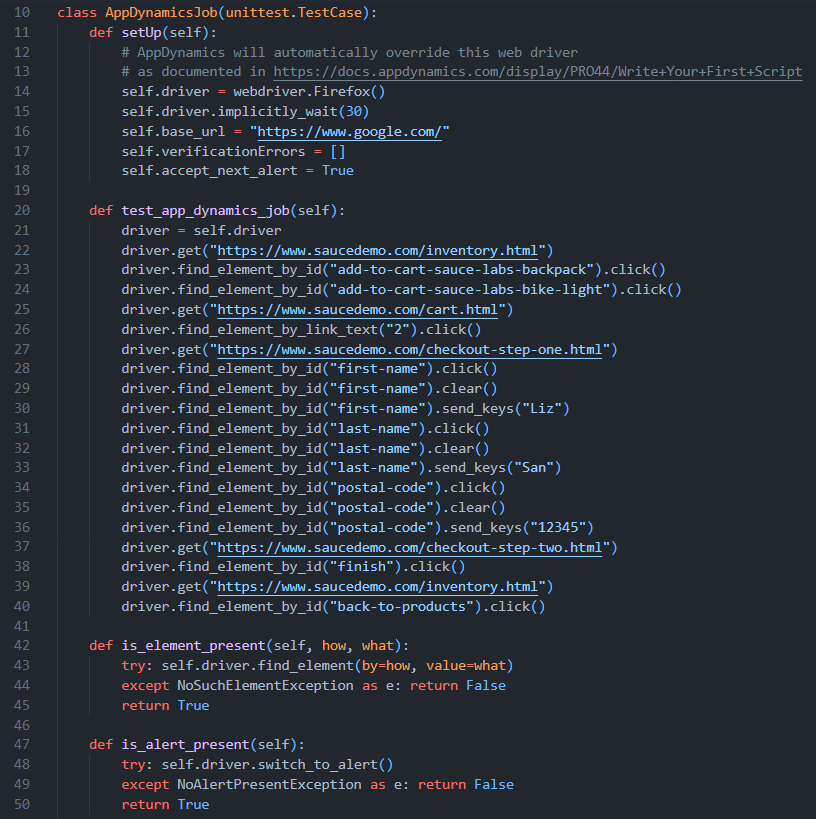 10 class AppDynamicsJob(unittest.TestCase):
11     def setUp(self):
12         # AppDynamics will automatically override this web driver
13         # as documented in https://docs.appdynamics.com/display/PRO44/Write+Your+First+Script
14         self.driver = webdriver.Firefox()
15         self.driver.implicitly_wait(30)
16         self.base_url = "https://www.google.com/"
17         self.verificationErrors = []
18         self.accept_next_alert = True
19
20     def test_app_dynamics_job(self):
21         driver = self.driver
22         driver.get("https://www.saucedemo.com/inventory.html")
23         driver.find_element_by_id("add-to-cart-sauce-labs-backpack").click()
24         driver.find_element_by_id("add-to-cart-sauce-labs-bike-light").click()
25         driver.get("https://www.saucedemo.com/cart.html")
26         driver.find_element_by_link_text("2").click()
27         driver.get("https://www.saucedemo.com/checkout-step-one.html")
28         driver.find_element_by_id("first-name").click()
29         driver.find_element_by_id("first-name").clear()
30         driver.find_element_by_id("first-name").send_keys("Liz")
31         driver.find_element_by_id("last-name").click()
32         driver.find_element_by_id("last-name").clear()
33         driver.find_element_by_id("last-name").send_keys("San")
34         driver.find_element_by_id("postal-code").click()
35         driver.find_element_by_id("postal-code").clear()
36         driver.find_element_by_id("postal-code").send_keys("12345")
37         driver.get("https://www.saucedemo.com/checkout-step-two.html")
38         driver.find_element_by_id("finish").click()
39         driver.get("https://www.saucedemo.com/inventory.html")
40         driver.find_element_by_id("back-to-products").click()
41
42     def is_element_present(self, how, what):
43         try: self.driver.find_element(by=how, value=what)
44         except NoSuchElementException as e: return False
45         return True
46
47     def is_alert_present(self):
48         try: self.driver.switch_to_alert()
49         except NoAlertPresentException as e: return False
50         return True